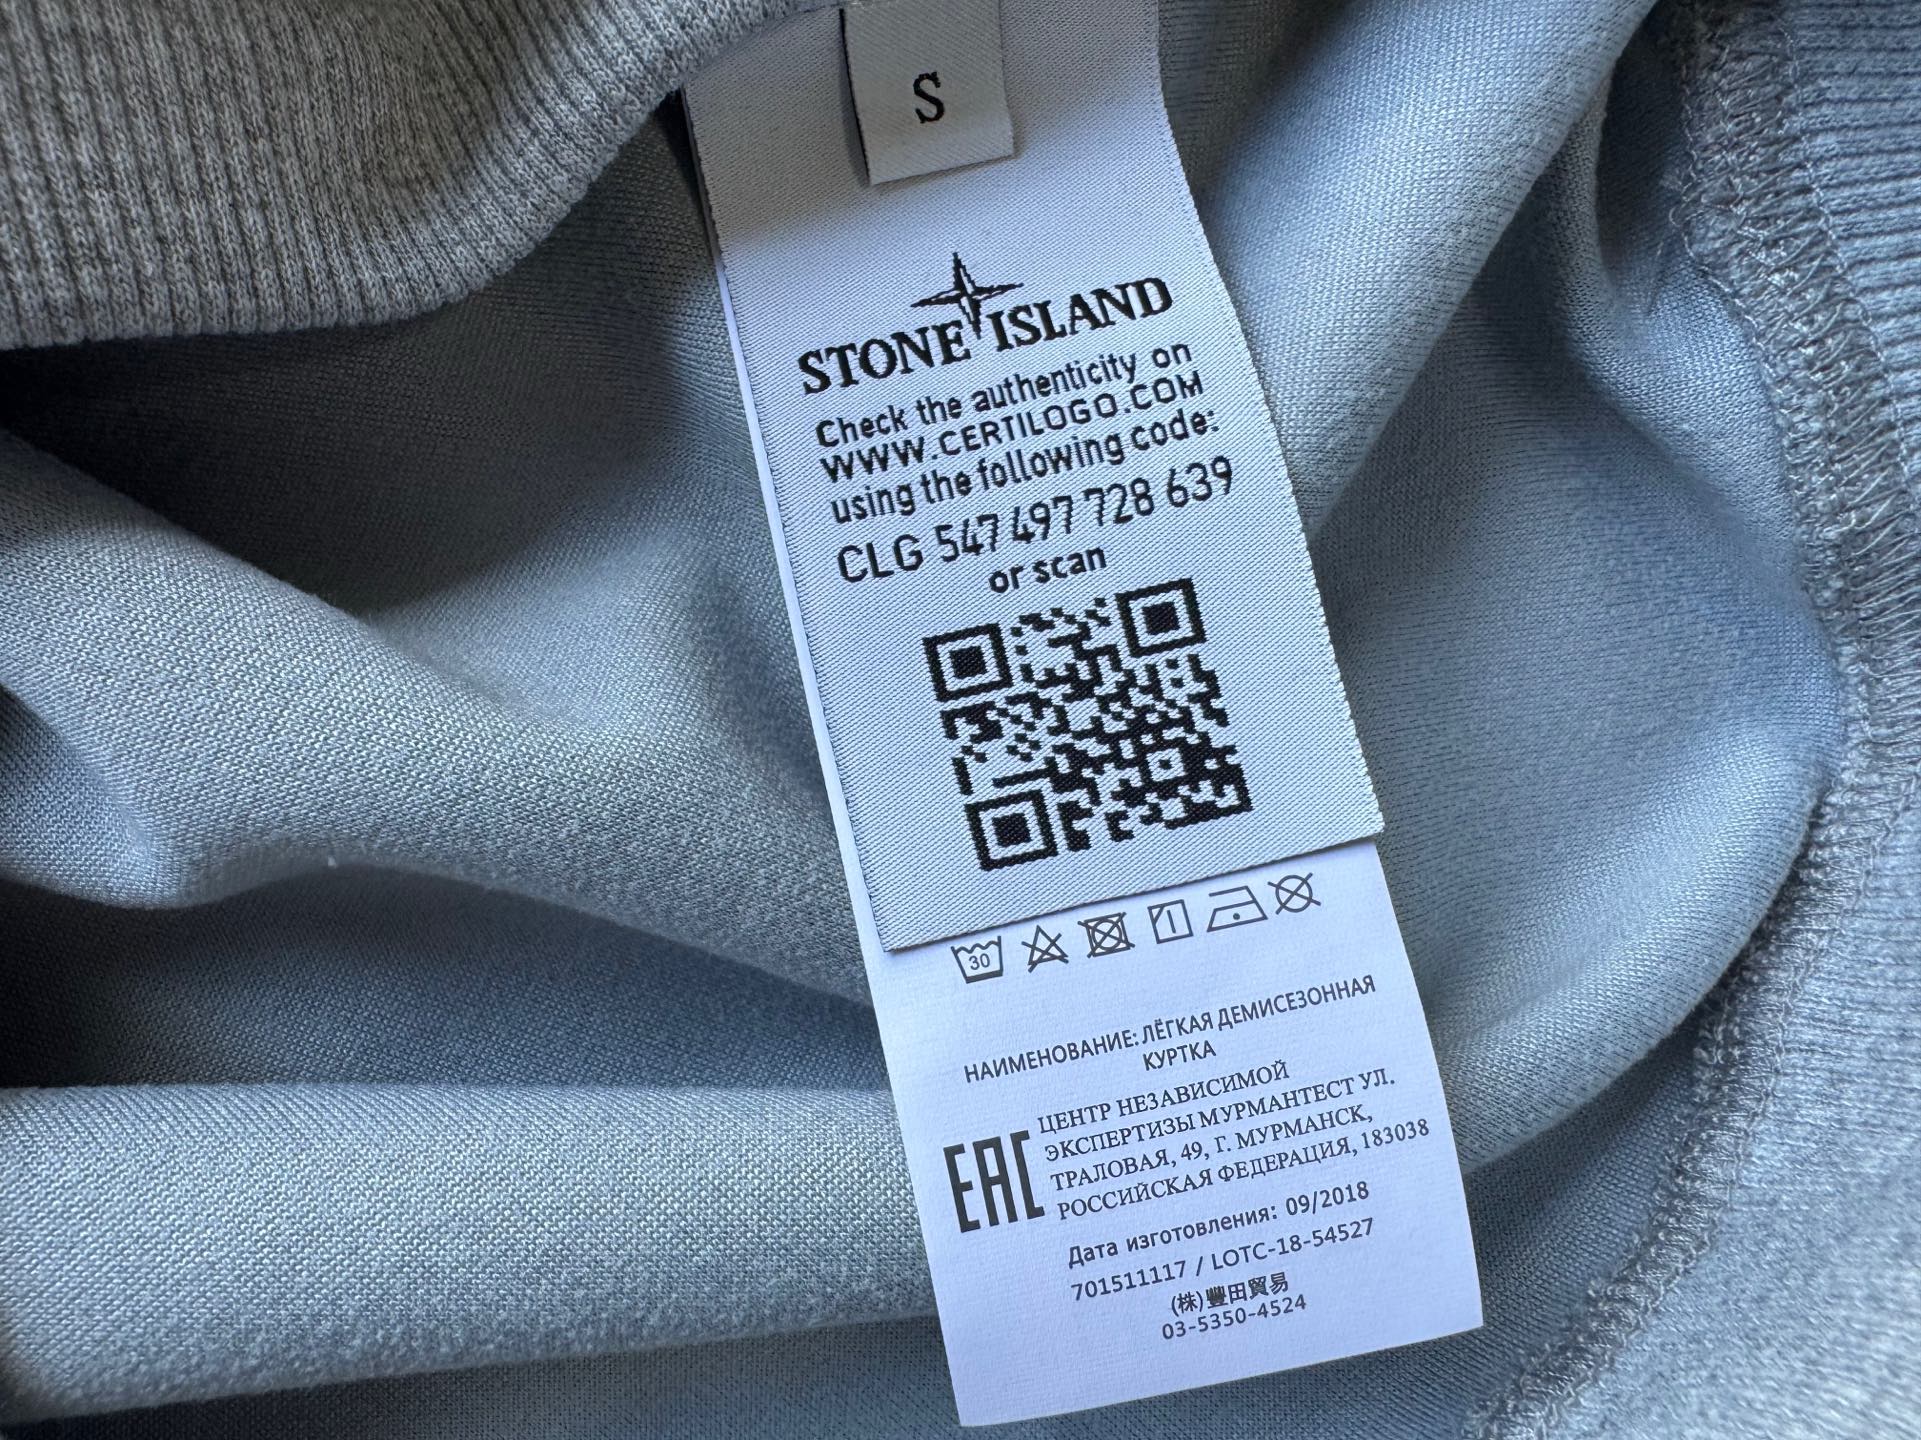 S
STONE ISLAND
Check the authenticity on
WWW.CERTILOGO.COM
using the following code:
CLG 547 497 728 639
or scan
30
НАИМЕНОВАНИЕ: ЛЁГКАЯ ДЕМИСЕЗОННАЯ
КУРТКА
EAC
ЦЕНТР НЕЗАВИСИМОЙ
ЭКСПЕРТИЗЫ МУРМАНТЕСТ УЛ.
ТРАЛОВАЯ, 49, Г. МУРМАНСК,
РОССИЙСКАЯ ФЕДЕРАЦИЯ, 183038
Дата изготовления: 09/2018
701511117 / LOTC-18-54527
(株)豐田貿易
03-5350-4524